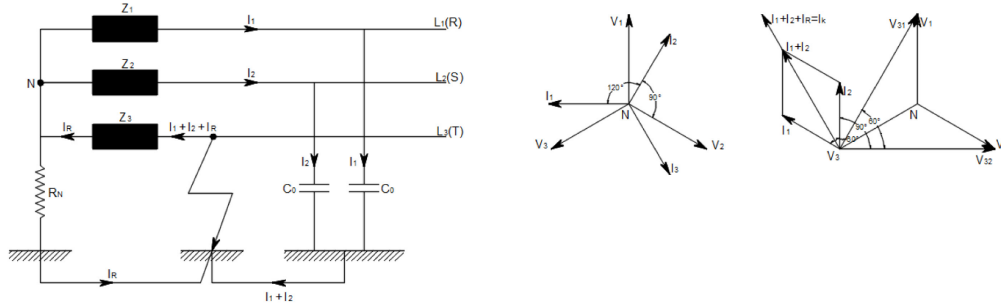 Z1
I1
L1(R)
N
Z2
I2
L2(S)
IR
Z3
I1+I2+IR
L3(T)
RN
I2
I1
C0
C0
IR
I1+I2
V1
I2
120°
I1
90°
N
V3
V2
I3
I1+I2+IR=Ik
V31
V1
I1+I2
I2
I1
N
90°
60°
60°
V3
V32